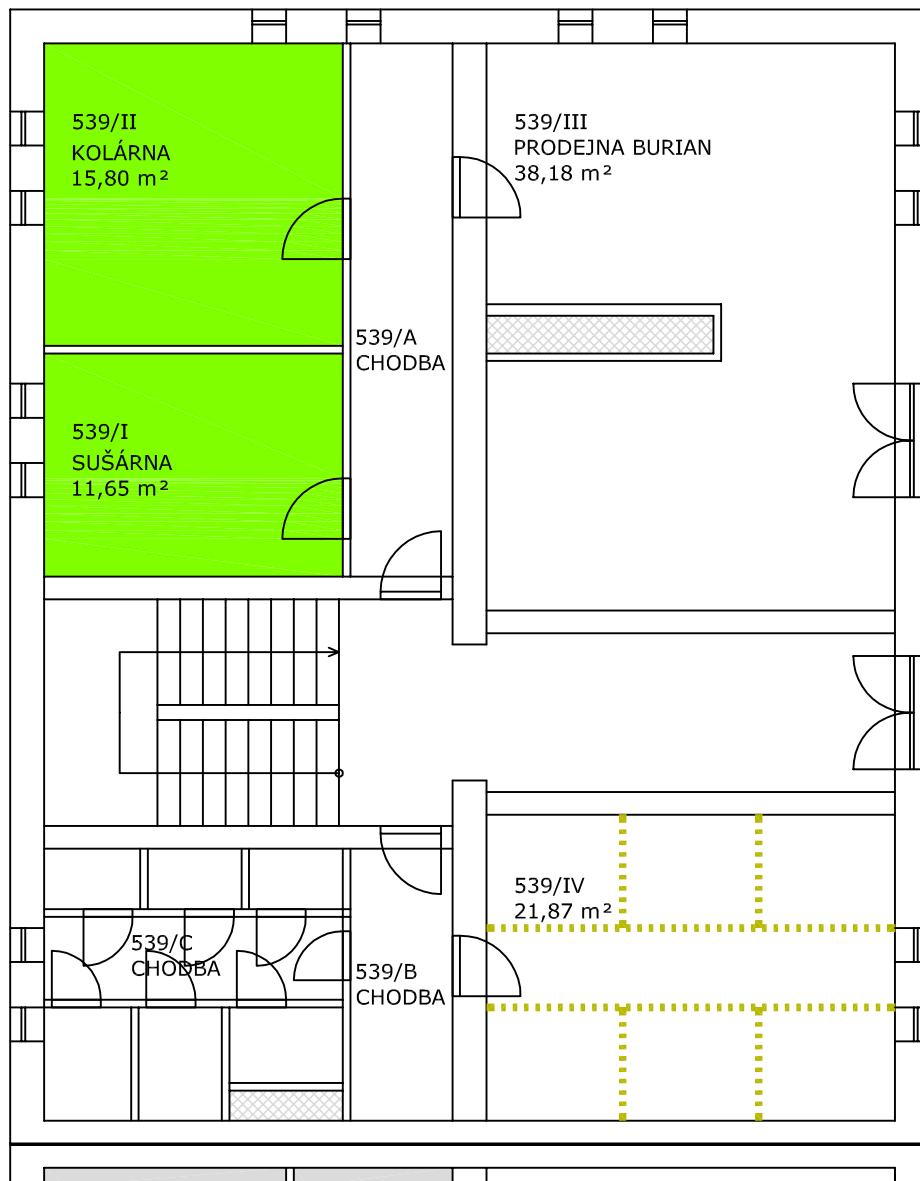 539/II
KOLÁRNA
15,80 m²
539/III
PRODEJNA BURIAN
38,18 m²
539/A
CHODBA
539/I
SUŠÁRNA
11,65 m²
539/IV
21,87 m²
539/C
CHODBA
539/B
CHODBA